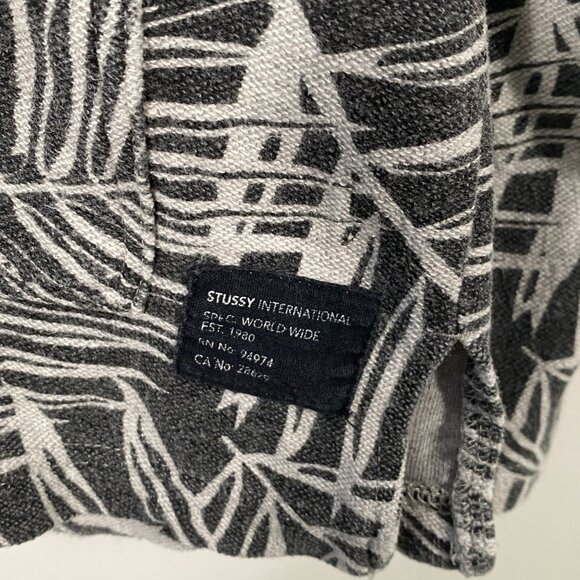 STUSSY INTERNATIONAL
SPEC. WORLD WIDE
EST. 1980
RN No. 94974
CA No.